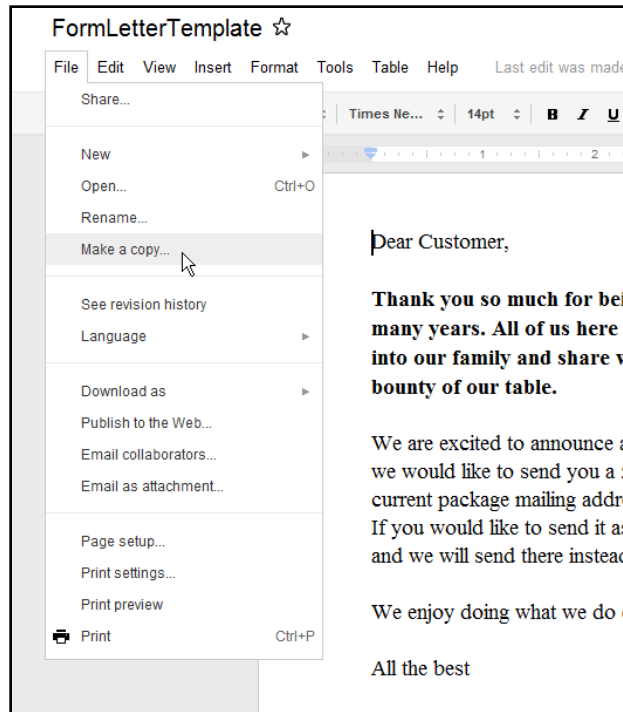 FormLetterTemplate
File Edit View Insert Format Tools Table Help Last edit was made
Times Ne... 14pt B I U
1 2
Share...
New
Open... Ctrl+O
Rename...
Make a copy...
See revision history
Language
Download as
Publish to the Web...
Email collaborators...
Email as attachment...
Page setup...
Print settings...
Print preview
Print Ctrl+P
Dear Customer,
Thank you so much for
many years. All of us here
into our family and share
bounty of our table.
We are excited to announce
we would like to send you a
current package mailing
If you would like to send it
and we will send there
We enjoy doing what we do
All the best